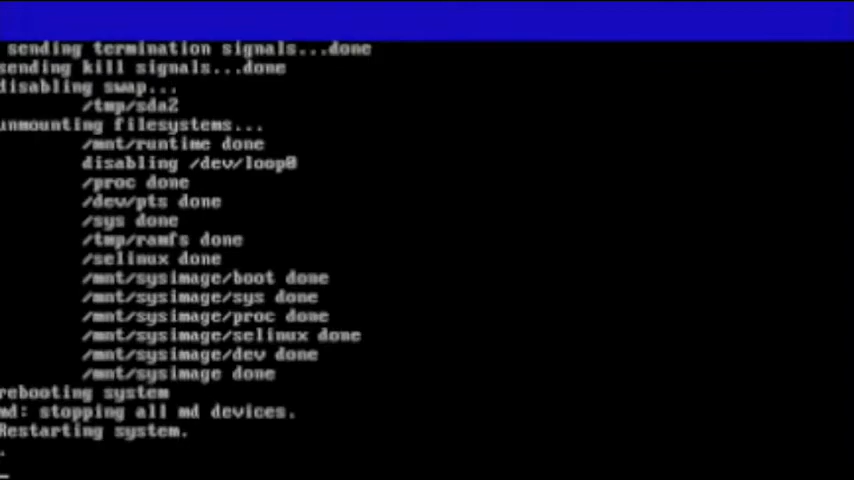 sending termination signals...done
sending kill signals...done
disabling swap...
/tmp/sda2
unmounting filesystems...
/mnt/runtime done
disabling /dev/loop0
/proc done
/dev/pts done
/sys done
/tmp/ramfs done
/selinux done
/mnt/sysimage/boot done
/mnt/sysimage/sys done
/mnt/sysimage/proc done
/mnt/sysimage/selinux done
/mnt/sysimage/dev done
/mnt/sysimage done
rebooting system
md: stopping all md devices.
Restarting system.
.